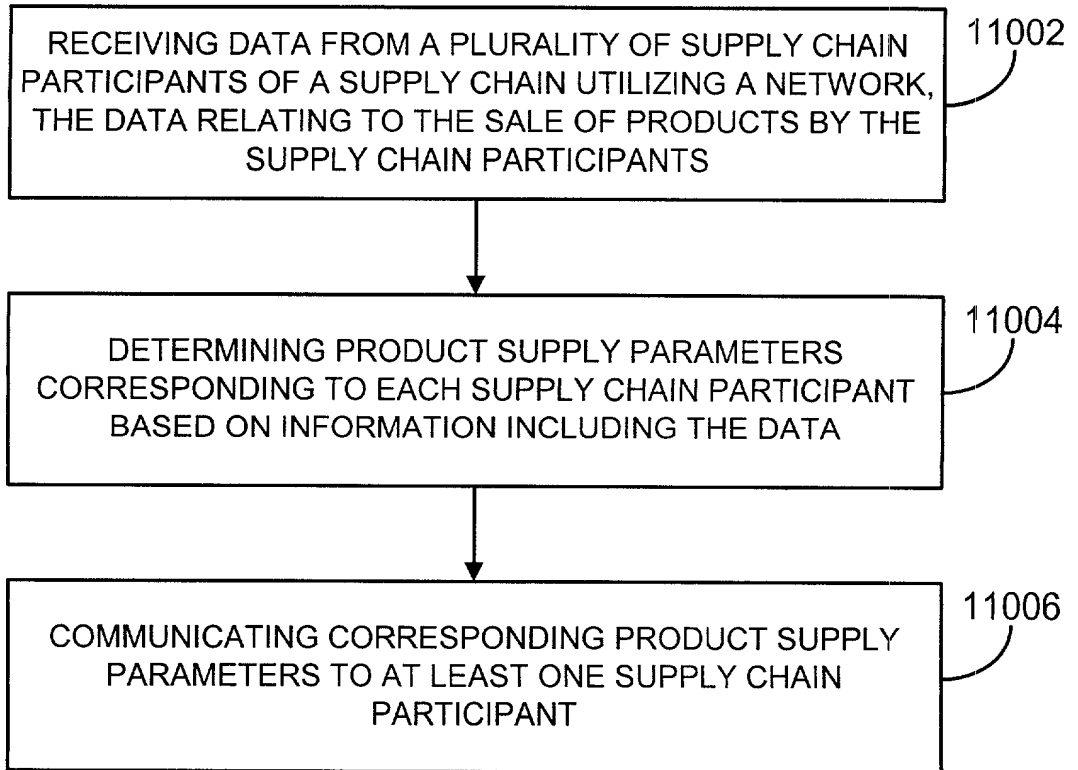 RECEIVING DATA FROM A PLURALITY OF SUPPLY CHAIN
PARTICIPANTS OF A SUPPLY CHAIN UTILIZING A NETWORK,
THE DATA RELATING TO THE SALE OF PRODUCTS BY THE
SUPPLY CHAIN PARTICIPANTS
11002
DETERMINING PRODUCT SUPPLY PARAMETERS
CORRESPONDING TO EACH SUPPLY CHAIN PARTICIPANT
BASED ON INFORMATION INCLUDING THE DATA
11004
COMMUNICATING CORRESPONDING PRODUCT SUPPLY
PARAMETERS TO AT LEAST ONE SUPPLY CHAIN
PARTICIPANT
11006